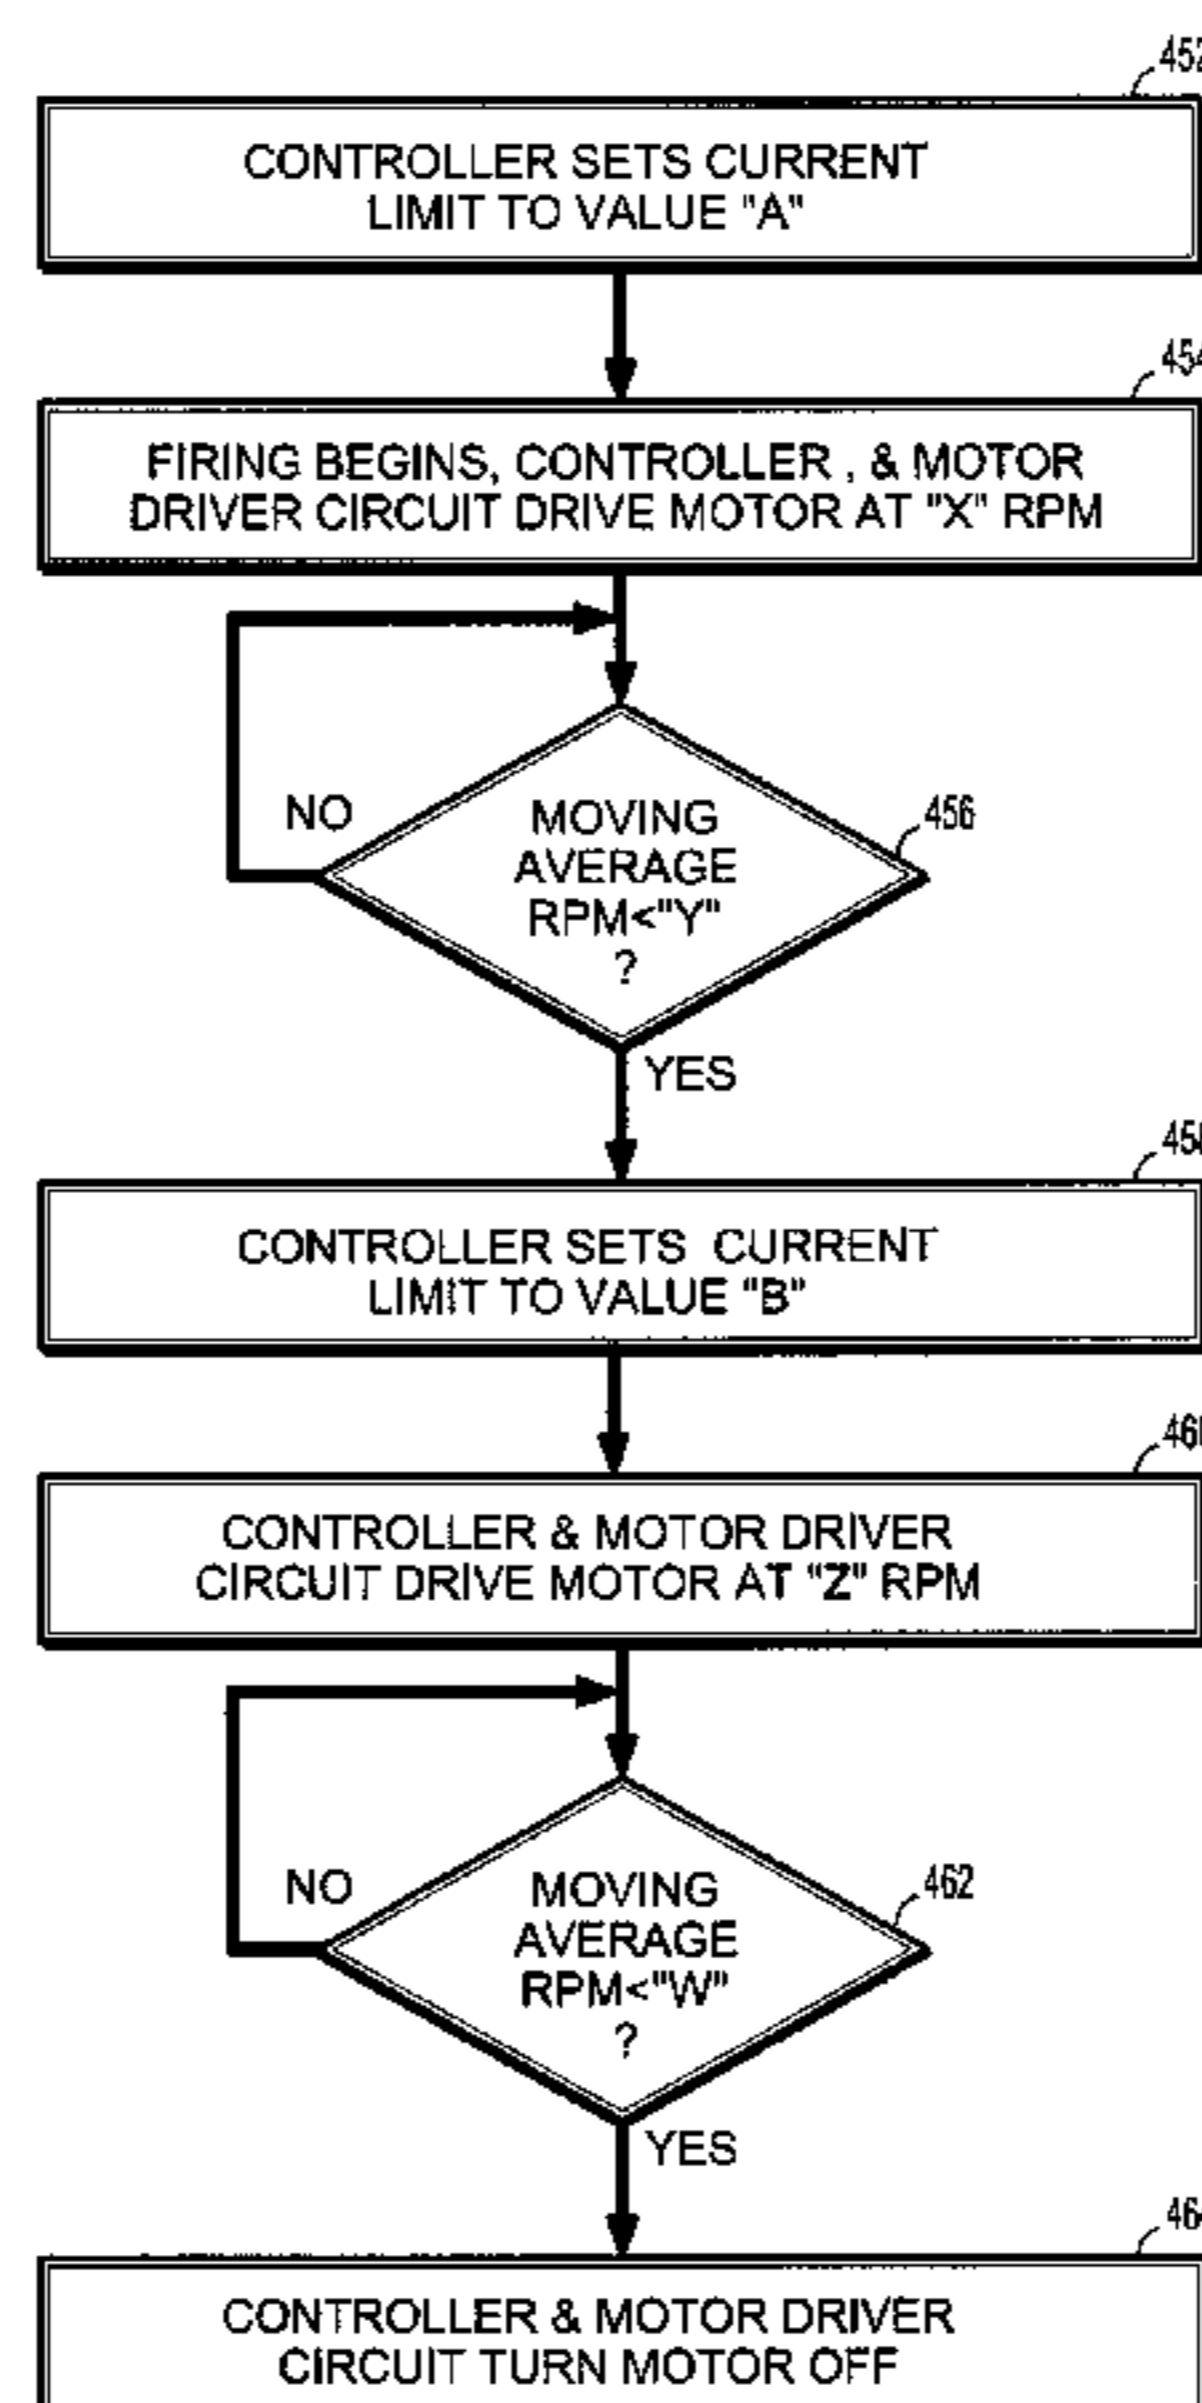 CONTROLLER SETS CURRENT
LIMIT TO VALUE "A"
FIRING BEGINS, CONTROLLER , & MOTOR
DRIVER CIRCUIT DRIVE MOTOR AT "X" RPM
NO
MOVING
AVERAGE
RPM<"Y"
?
456
YES
CONTROLLER SETS CURRENT
LIMIT TO VALUE "B"
CONTROLLER & MOTOR DRIVER
CIRCUIT DRIVE MOTOR AT "Z" RPM
NO
MOVING
AVERAGE
RPM<"W"
?
462
YES
CONTROLLER & MOTOR DRIVER
CIRCUIT TURN MOTOR OFF